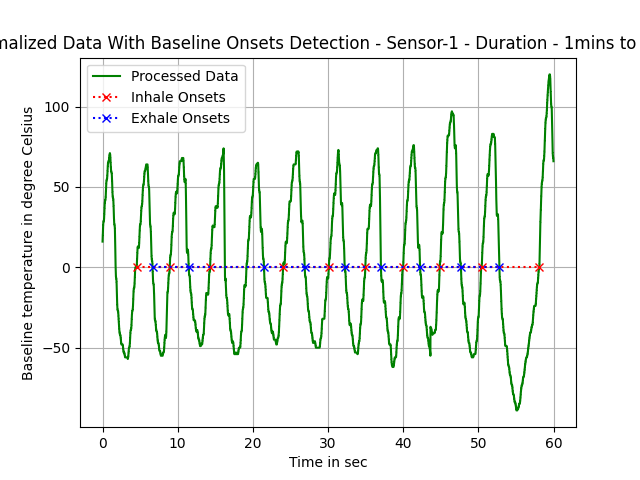 malized Data With Baseline Onsets Detection - Sensor-1 - Duration - 1mins to
Processed Data
Inhale Onsets
Exhale Onsets
Baseline temperature in degree Celsius
100
50
0
−50
0 10 20 30 40 50 60
Time in sec